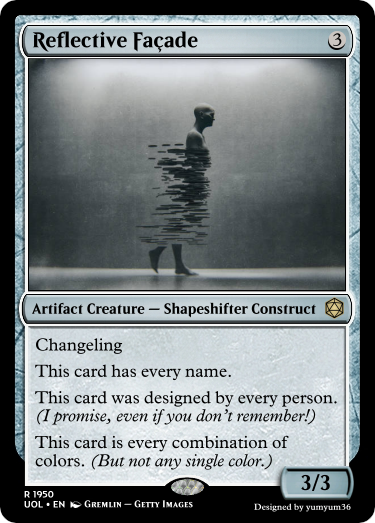 Reflective Façade 3
Artifact Creature — Shapeshifter Construct
Changeling
This card has every name.
This card was designed by every person.
(I promise, even if you don't remember!)
This card is every combination of
colors. (But not any single color.)
3/3
R 1950
UOL • EN Gremlin — Getty Images
Designed by yumyum36